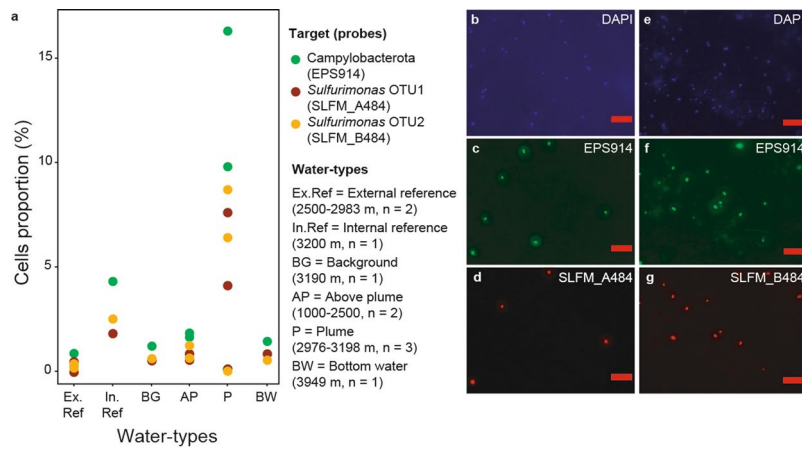 a
15
10
5
0
Cells proportion (%)
Ex.
Ref
In.
Ref
BG
AP
P
BW
Water-types
Target (probes)
Campylobacterota
(EPS914)
Sulfurimonas OTU1
(SLFM_A484)
Sulfurimonas OTU2
(SLFM_B484)
Water-types
Ex.Ref = External reference
(2500-2983 m, n = 2)
In.Ref = Internal reference
(3200 m, n = 1)
BG = Background
(3190 m, n = 1)
AP = Above plume
(1000-2500, n = 2)
P = Plume
(2976-3198 m, n = 3)
BW = Bottom water
(3949 m, n = 1)
b
DAPI
c
EPS914
d
SLFM_A484
e
DAP
f
EPS914
g
SLFM_B484